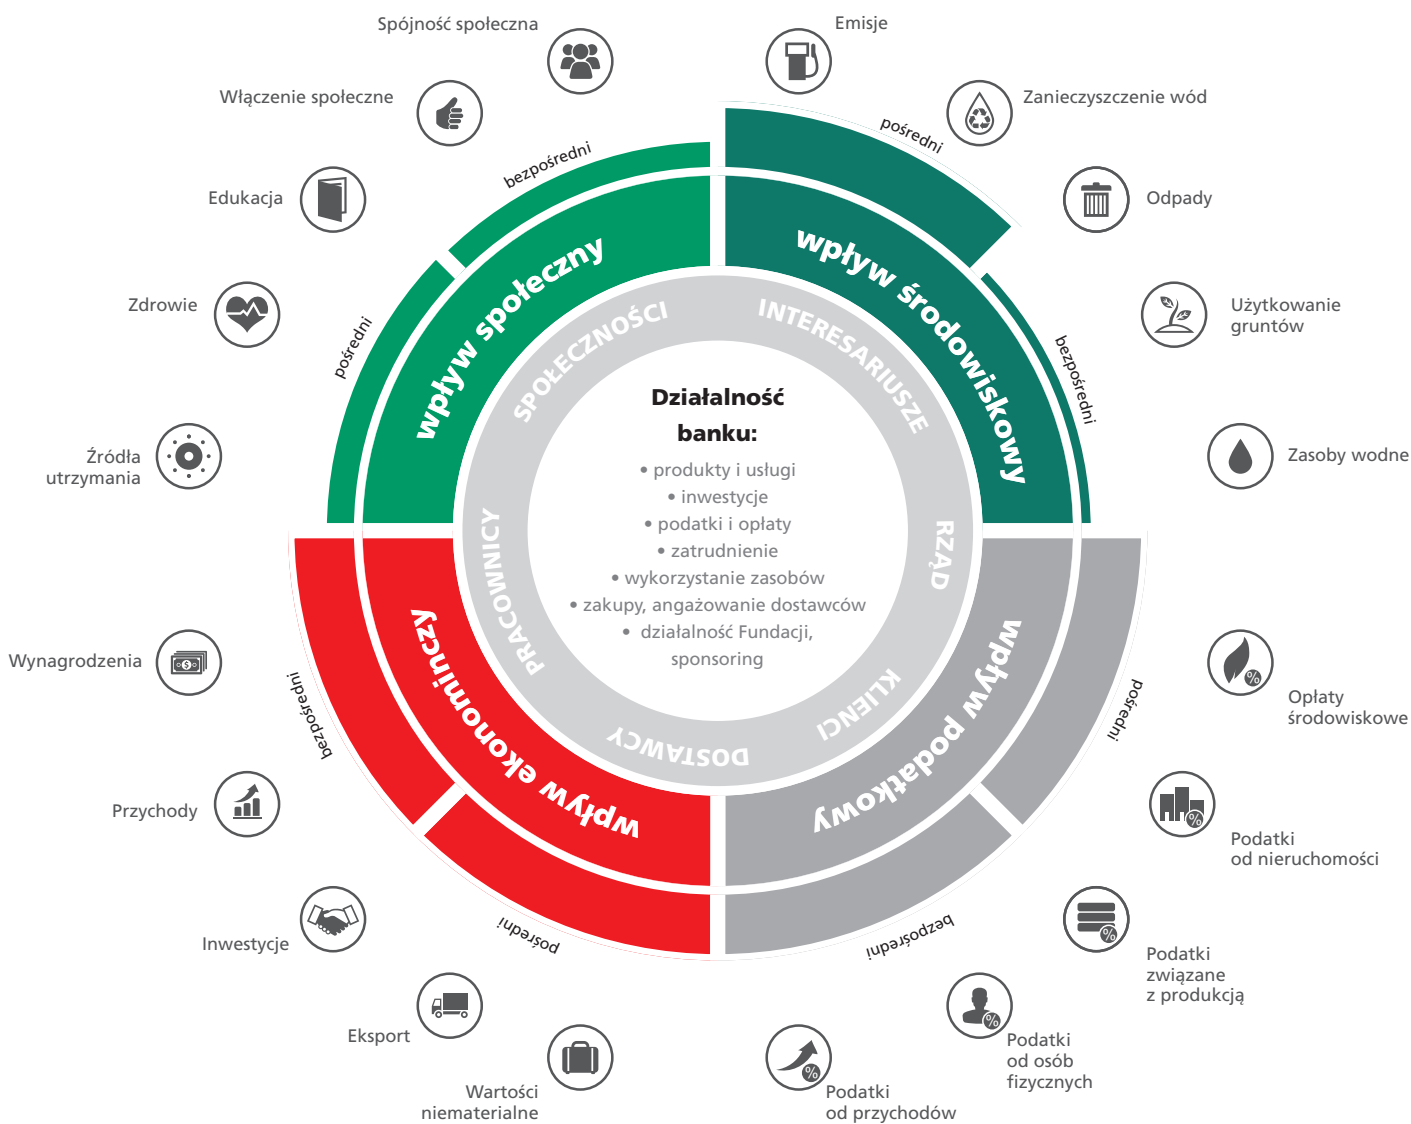 Spójność społeczna
Emisje
Włączenie społeczne
Zanieczyszczenie wód
Edukacja
Odpady
Zdrowie
Użytkowanie
gruntów
Źródła
utrzymania
Zasoby wodne
bezpośredni
pośredni
pośredni
bezpośredni
wpływ społeczny
wpływ środowiskowy
SPOŁECZNOŚCI
INTERESARIUSZE
RZĄD
KLIENCI
DOSTAWCY
PRACOWNICY
Działalność
banku:
• produkty i usługi
• inwestycje
• podatki i opłaty
• zatrudnienie
• wykorzystanie zasobów
• zakupy, angażowanie dostawców
• działalność Fundacji,
sponsoring
wpływ ekonominczy
wpływ podatkowy
bezpośredni
pośredni
pośredni
bezpośredni
Wynagrodzenia
$
%
Opłaty
środowiskowe
Przychody
%
Podatki
od nieruchomości
Inwestycje
%
Podatki
związane
z produkcją
Eksport
%
Podatki
od osób
fizycznych
Wartości
niematerialne
%
Podatki
od przychodów